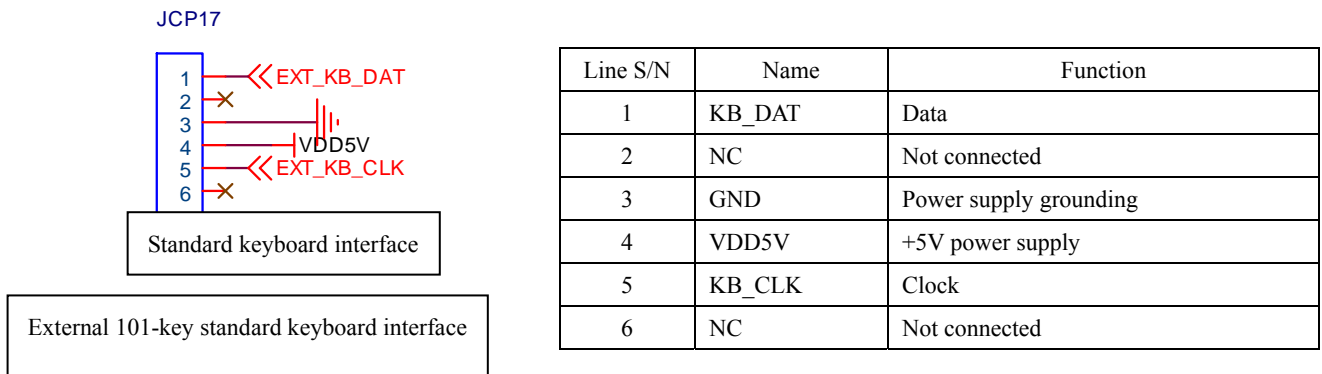 JCP17
1 EXT_KB_DAT
2
3
4 VDD5V
5 EXT_KB_CLK
6
Standard keyboard interface
External 101-key standard keyboard interface
Line S/N Name Function
1 KB_DAT Data
2 NC Not connected
3 GND Power supply grounding
4 VDD5V +5V power supply
5 KB_CLK Clock
6 NC Not connected